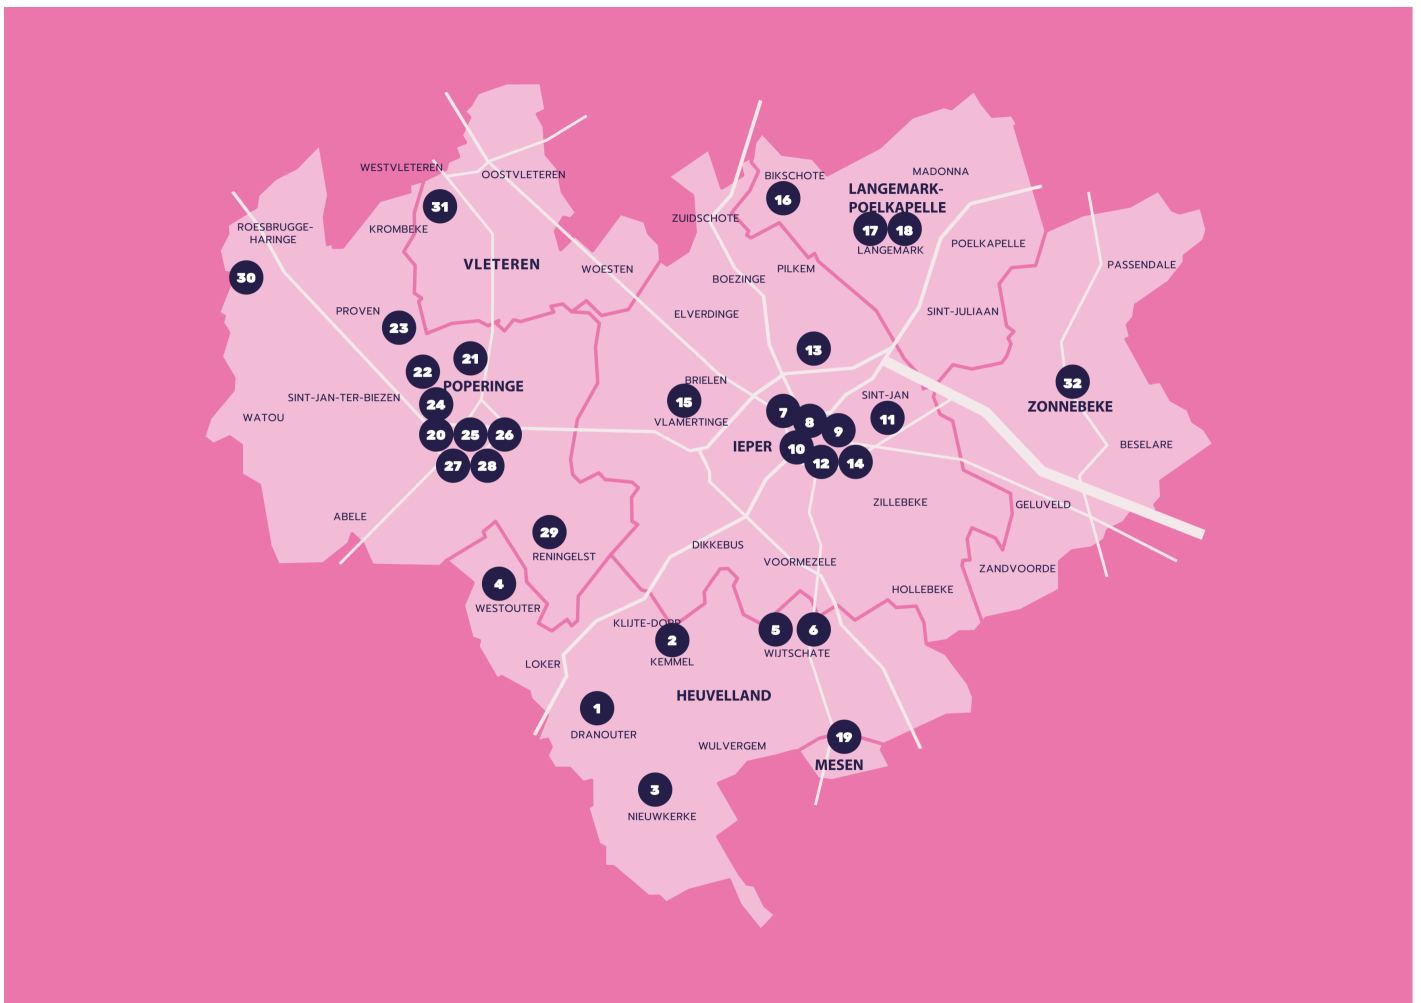 WESTVLETEREN
OOSTVLETEREN
31
KROMBEKE
ROESBRUGGE-
HARINGE
30
VLETEREN
WOESTEN
PROVEN
23
21
22
POPERINGE
SINT-JAN-TER-BIEZEN
24
WATOU
20
25
26
27
28
ABELE
29
RENINGELST
4
WESTOUTER
BIKSCHOTE
16
MADONNA
LANGEMARK-
POELKAPELLE
17
18
LANGEMARK
ZUIDSCHOTE
POELKAPELLE
PASSENDALE
PILKEM
BOEZINGE
ELVERDINGE
SINT-JULIAAN
13
BRIELEN
15
VLAMERTINGE
SINT-JAN
11
7
8
9
IEPER
10
12
14
32
ZONNEBEKE
BESELARE
ZILLEBEKE
GELUVELD
DIKKEBUS
VOORMEZELE
ZANDVOORDE
HOLLEBEKE
KLIJTE-DORP
2
KEMMEL
5
6
WIJTSCHATE
LOKER
HEUVELLAND
1
DRANOUTER
WULVERGEM
19
MESEN
3
NIEUWKERKE